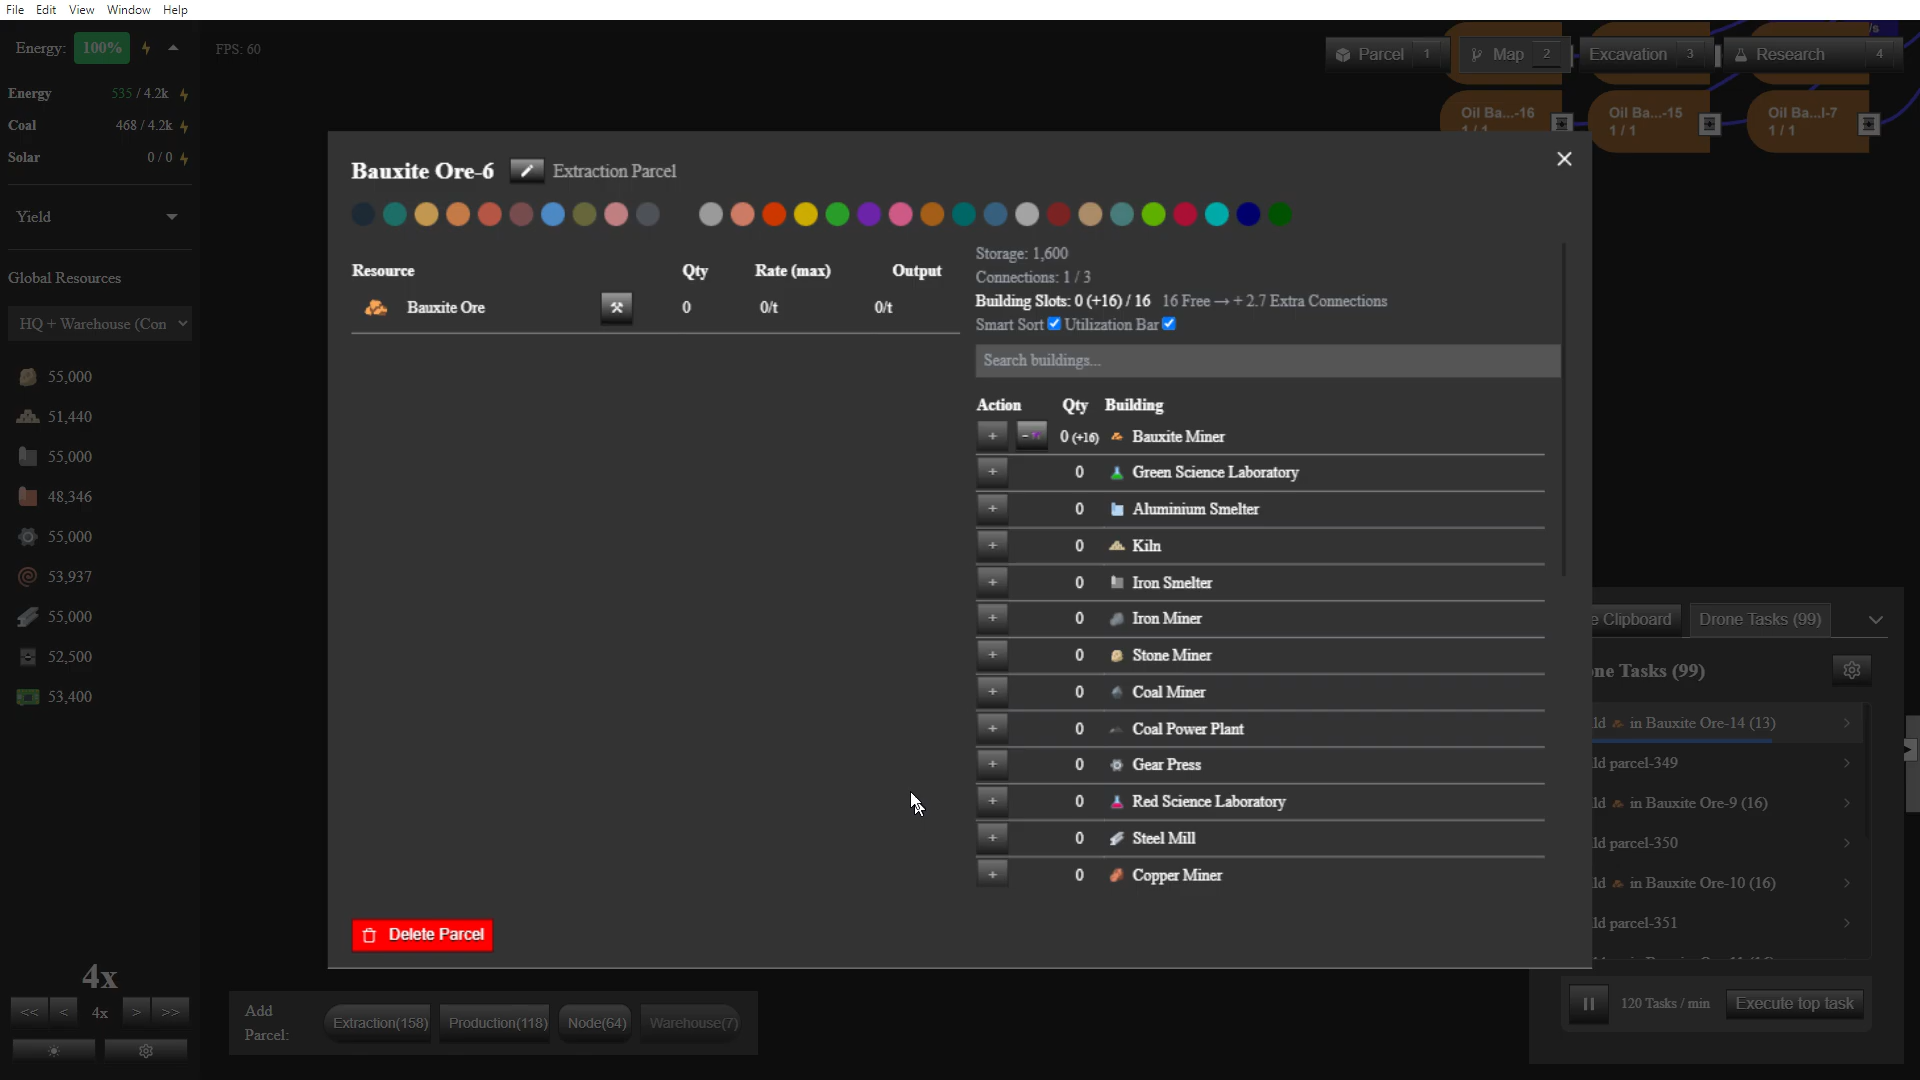 File Edit View Window Help
Energy: 100%
FPS: 60
Parcel 1
Map 2
Excavation 3
Research 4
Energy 535 / 4.2k
Coal 468 / 4.2k
Solar 0 / 0
Yield
Global Resources
HQ + Warehouse (Con
55,000
51,440
55,000
48,346
55,000
53,937
55,000
52,500
53,400
4x
<< < 4x > >>
Oil Ba...-16
1 / 1
Oil Ba...-15
1 / 1
Oil Ba...l-7
1 / 1
Bauxite Ore-6 Extraction Parcel
Resource Qty Rate (max) Output
Bauxite Ore 0 0/t 0/t
Storage: 1,600
Connections: 1 / 3
Building Slots: 0 (+16) / 16 16 Free → + 2.7 Extra Connections
Smart Sort Utilization Bar
Search buildings...
Action Qty Building
+ 0 (+16) Bauxite Miner
+ 0 Green Science Laboratory
+ 0 Aluminium Smelter
+ 0 Kiln
+ 0 Iron Smelter
+ 0 Iron Miner
+ 0 Stone Miner
+ 0 Coal Miner
+ 0 Coal Power Plant
+ 0 Gear Press
+ 0 Red Science Laboratory
+ 0 Steel Mill
+ 0 Copper Miner
Delete Parcel
Add
Parcel:
Extraction(158) Production(118) Node(64) Warehouse(7)
e Clipboard
Drone Tasks (99)
ne Tasks (99)
ld in Bauxite Ore-14 (13)
ld parcel-349
ld in Bauxite Ore-9 (16)
ld parcel-350
ld in Bauxite Ore-10 (16)
ld parcel-351
120 Tasks / min
Execute top task